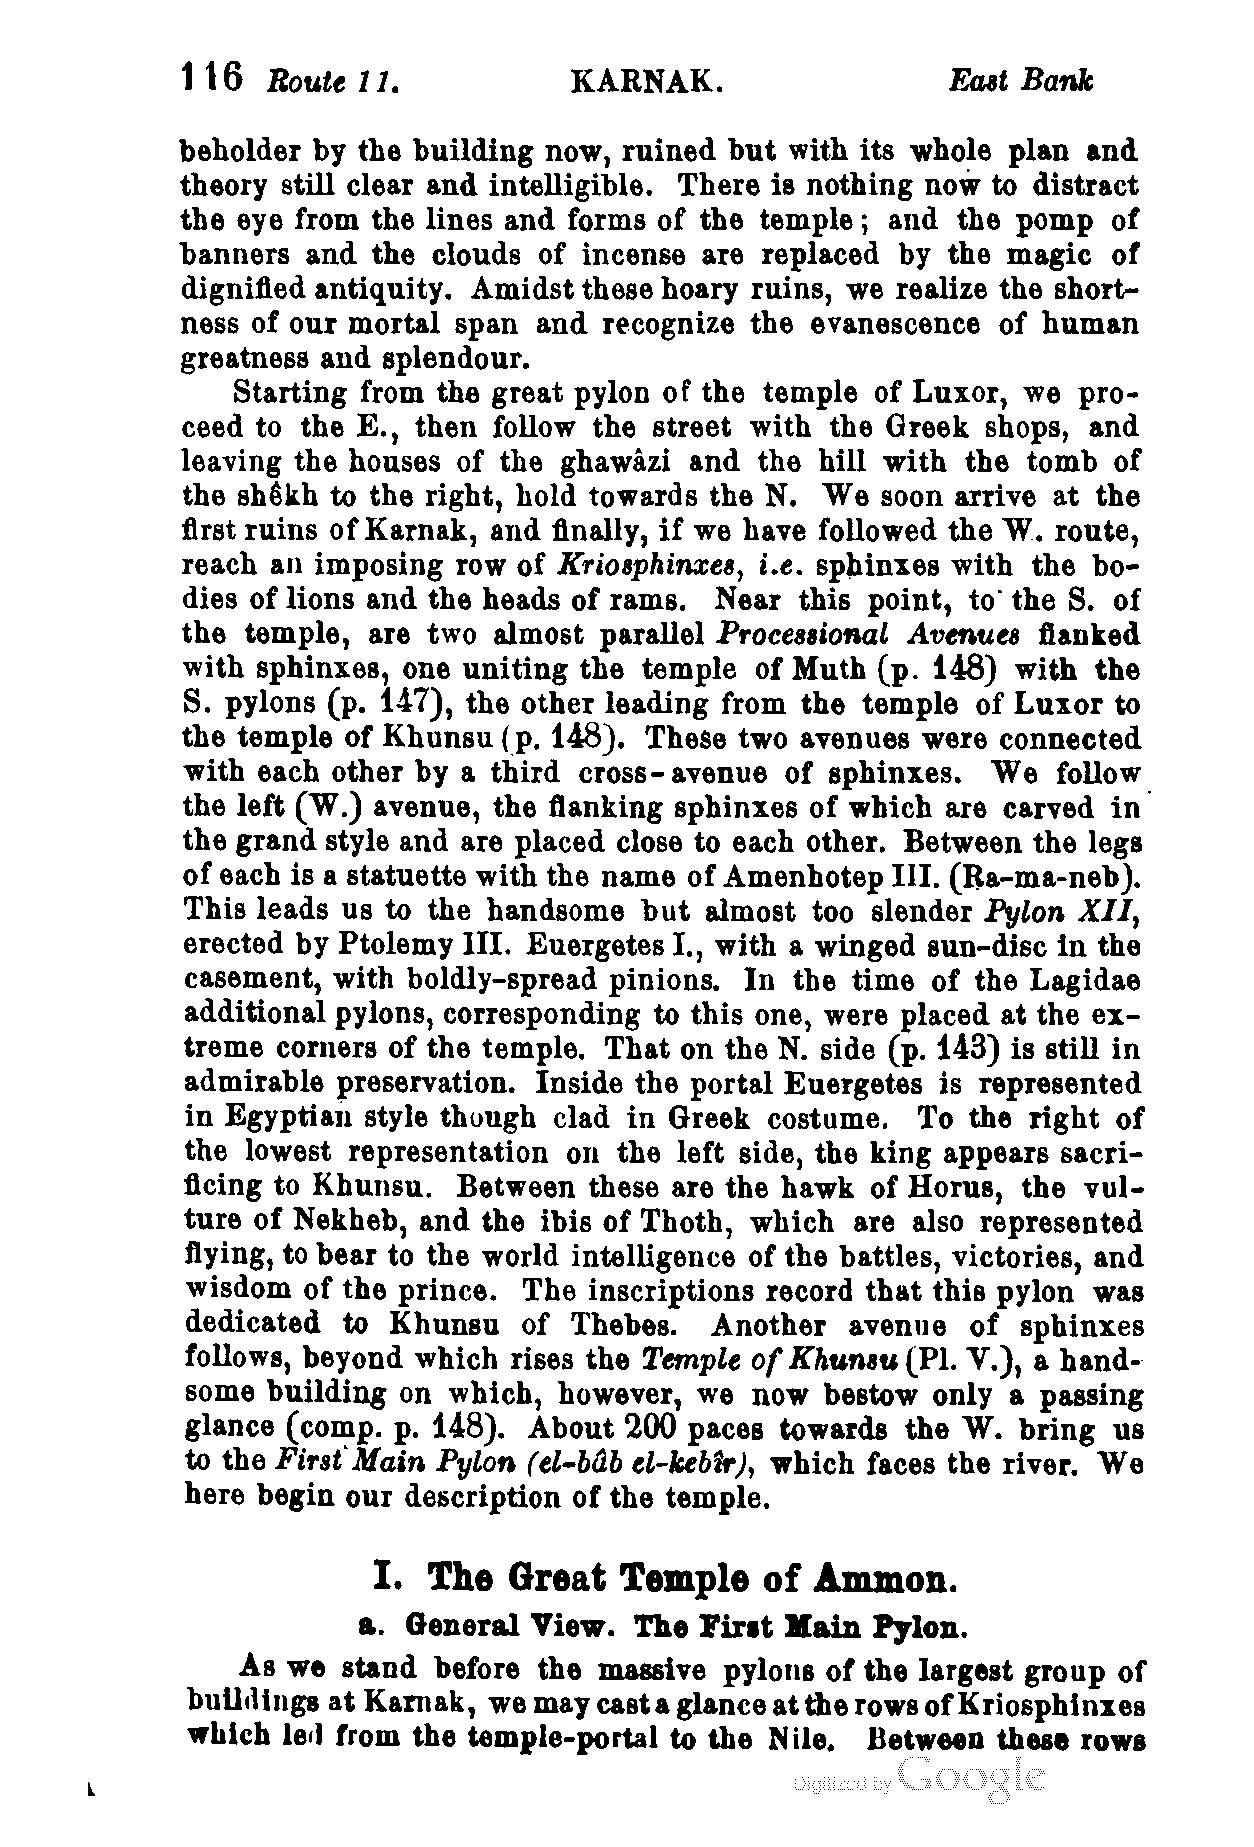 116 Route 11. KARNAK. East Bank
beholder by the building now, ruined but with its whole plan and
theory still clear and intelligible. There is nothing now to distract
the eye from the lines and forms of the temple; and the pomp of
banners and the clouds of incense are replaced by the magic of
dignified antiquity. Amidst these hoary ruins, we realize the short-
ness of our mortal span and recognize the evanescence of human
greatness and splendour.
Starting from the great pylon of the temple of Luxor, we pro-
ceed to the E., then follow the street with the Greek shops, and
leaving the houses of the ghawâzi and the hill with the tomb of
the shêkh to the right, hold towards the N. We soon arrive at the
first ruins of Karnak, and finally, if we have followed the W. route,
reach an imposing row of Kriosphinxes, i.e. sphinxes with the bo-
dies of lions and the heads of rams. Near this point, to the S. of
the temple, are two almost parallel Processional Avenues flanked
with sphinxes, one uniting the temple of Muth (p. 148) with the
S. pylons (p. 147), the other leading from the temple of Luxor to
the temple of Khunsu (p. 148). These two avenues were connected
with each other by a third cross-avenue of sphinxes. We follow
the left (W.) avenue, the flanking sphinxes of which are carved in
the grand style and are placed close to each other. Between the legs
of each is a statuette with the name of Amenhotep III. (Ra-ma-neb).
This leads us to the handsome but almost too slender Pylon XII,
erected by Ptolemy III. Euergetes I., with a winged sun-disc in the
casement, with boldly-spread pinions. In the time of the Lagidae
additional pylons, corresponding to this one, were placed at the ex-
treme corners of the temple. That on the N. side (p. 143) is still in
admirable preservation. Inside the portal Euergetes is represented
in Egyptian style though clad in Greek costume. To the right of
the lowest representation on the left side, the king appears sacri-
ficing to Khunsu. Between these are the hawk of Horus, the vul-
ture of Nekheb, and the ibis of Thoth, which are also represented
flying, to bear to the world intelligence of the battles, victories, and
wisdom of the prince. The inscriptions record that this pylon was
dedicated to Khunsu of Thebes. Another avenue of sphinxes
follows, beyond which rises the Temple of Khunsu (Pl. V.), a hand-
some building on which, however, we now bestow only a passing
glance (comp. p. 148). About 200 paces towards the W. bring us
to the First Main Pylon (el-bâb el-kebîr), which faces the river. We
here begin our description of the temple.
I. The Great Temple of Ammon.
a. General View. The First Main Pylon.
As we stand before the massive pylons of the largest group of
buildings at Karnak, we may cast a glance at the rows of Kriosphinxes
which led from the temple-portal to the Nile. Between these rows
Digitized by Google